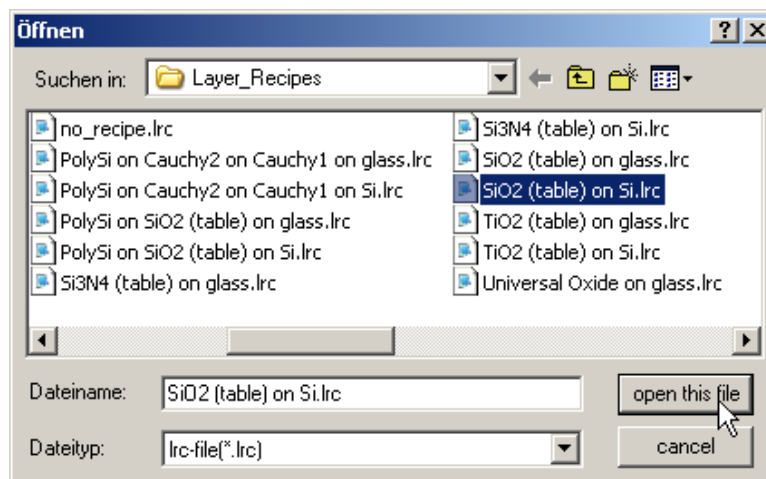 Öffnen
Suchen in: Layer_Recipes
no_recipe.lrc
PolySi on Cauchy2 on Cauchy1 on glass.lrc
PolySi on Cauchy2 on Cauchy1 on Si.lrc
PolySi on SiO2 (table) on glass.lrc
PolySi on SiO2 (table) on Si.lrc
Si3N4 (table) on glass.lrc
Si3N4 (table) on Si.lrc
SiO2 (table) on glass.lrc
SiO2 (table) on Si.lrc
TiO2 (table) on glass.lrc
TiO2 (table) on Si.lrc
Universal Oxide on glass.lrc
Dateiname: SiO2 (table) on Si.lrc open this file
Dateityp: lrc-file(*.lrc) cancel